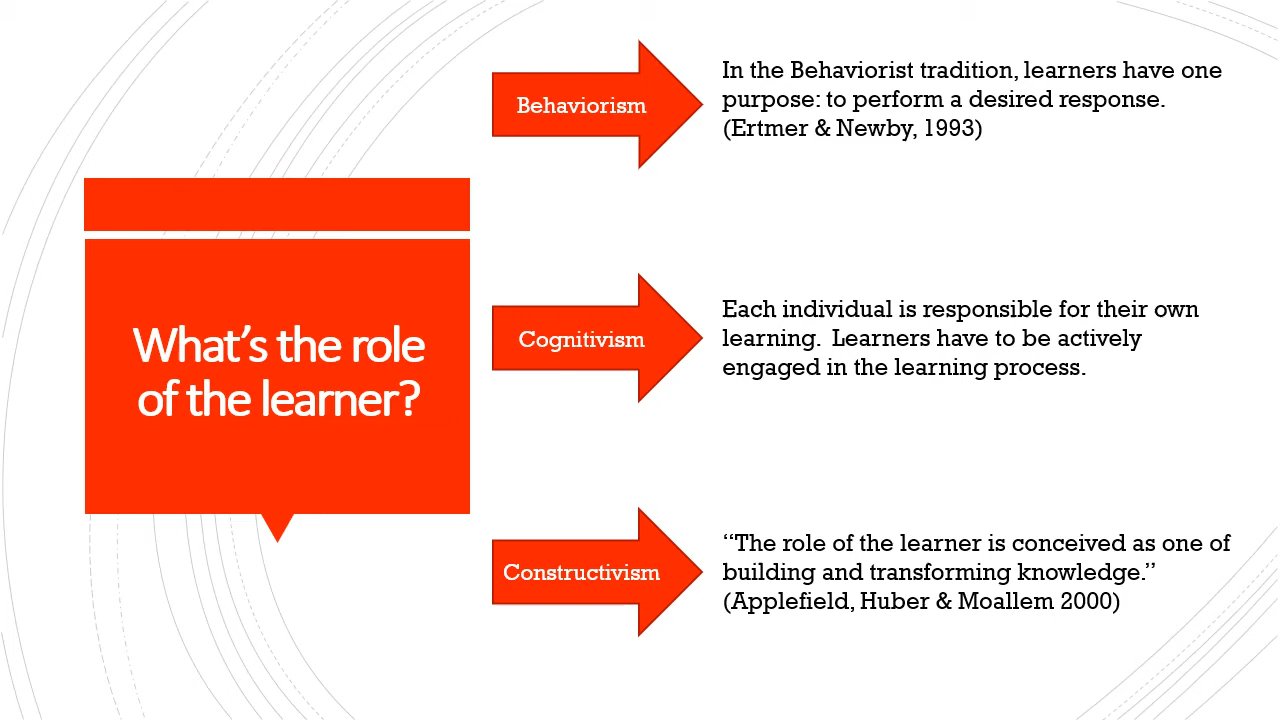 What's the role
of the learner?
Behaviorism
In the Behaviorist tradition, learners have one
purpose: to perform a desired response.
(Ertmer & Newby, 1993)
Cognitivism
Each individual is responsible for their own
learning.  Learners have to be actively
engaged in the learning process.
Constructivism
“The role of the learner is conceived as one of
building and transforming knowledge.”
(Applefield, Huber & Moallem 2000)